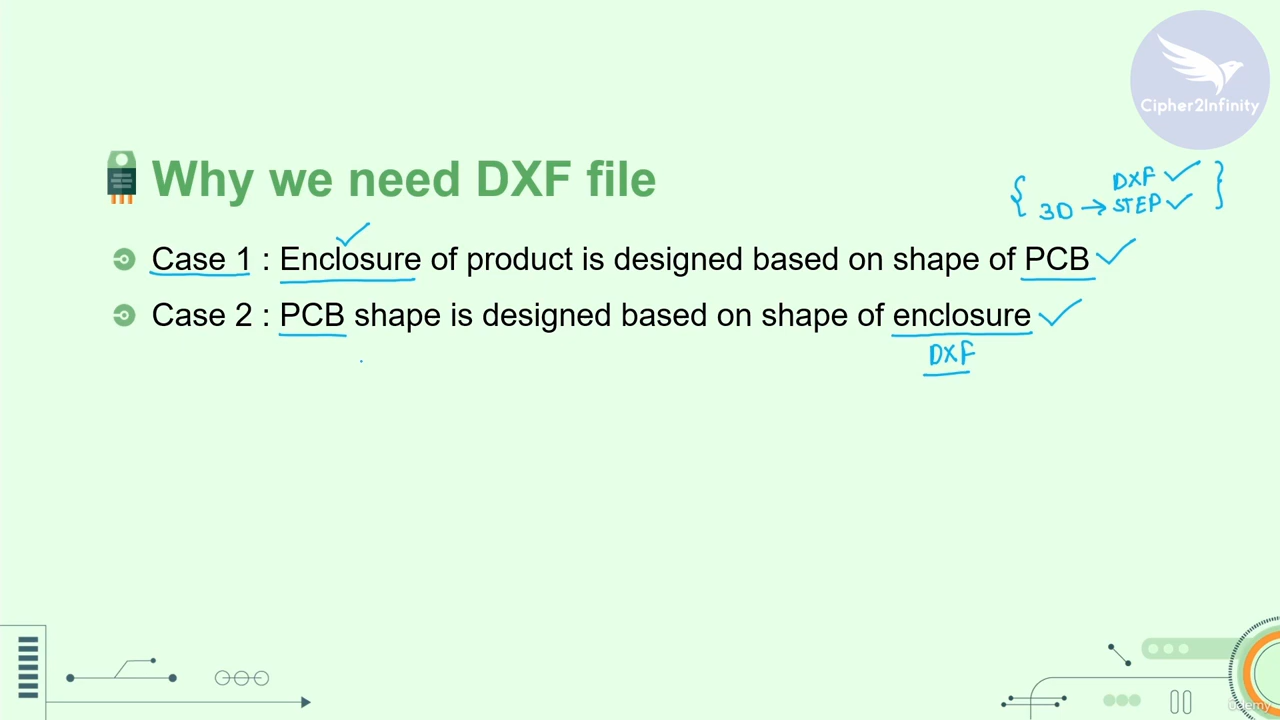 Cipher2Infinity
Why we need DXF file
DXF
3D → STEP
Case 1 : Enclosure of product is designed based on shape of PCB
Case 2 : PCB shape is designed based on shape of enclosure
DXF
udemy